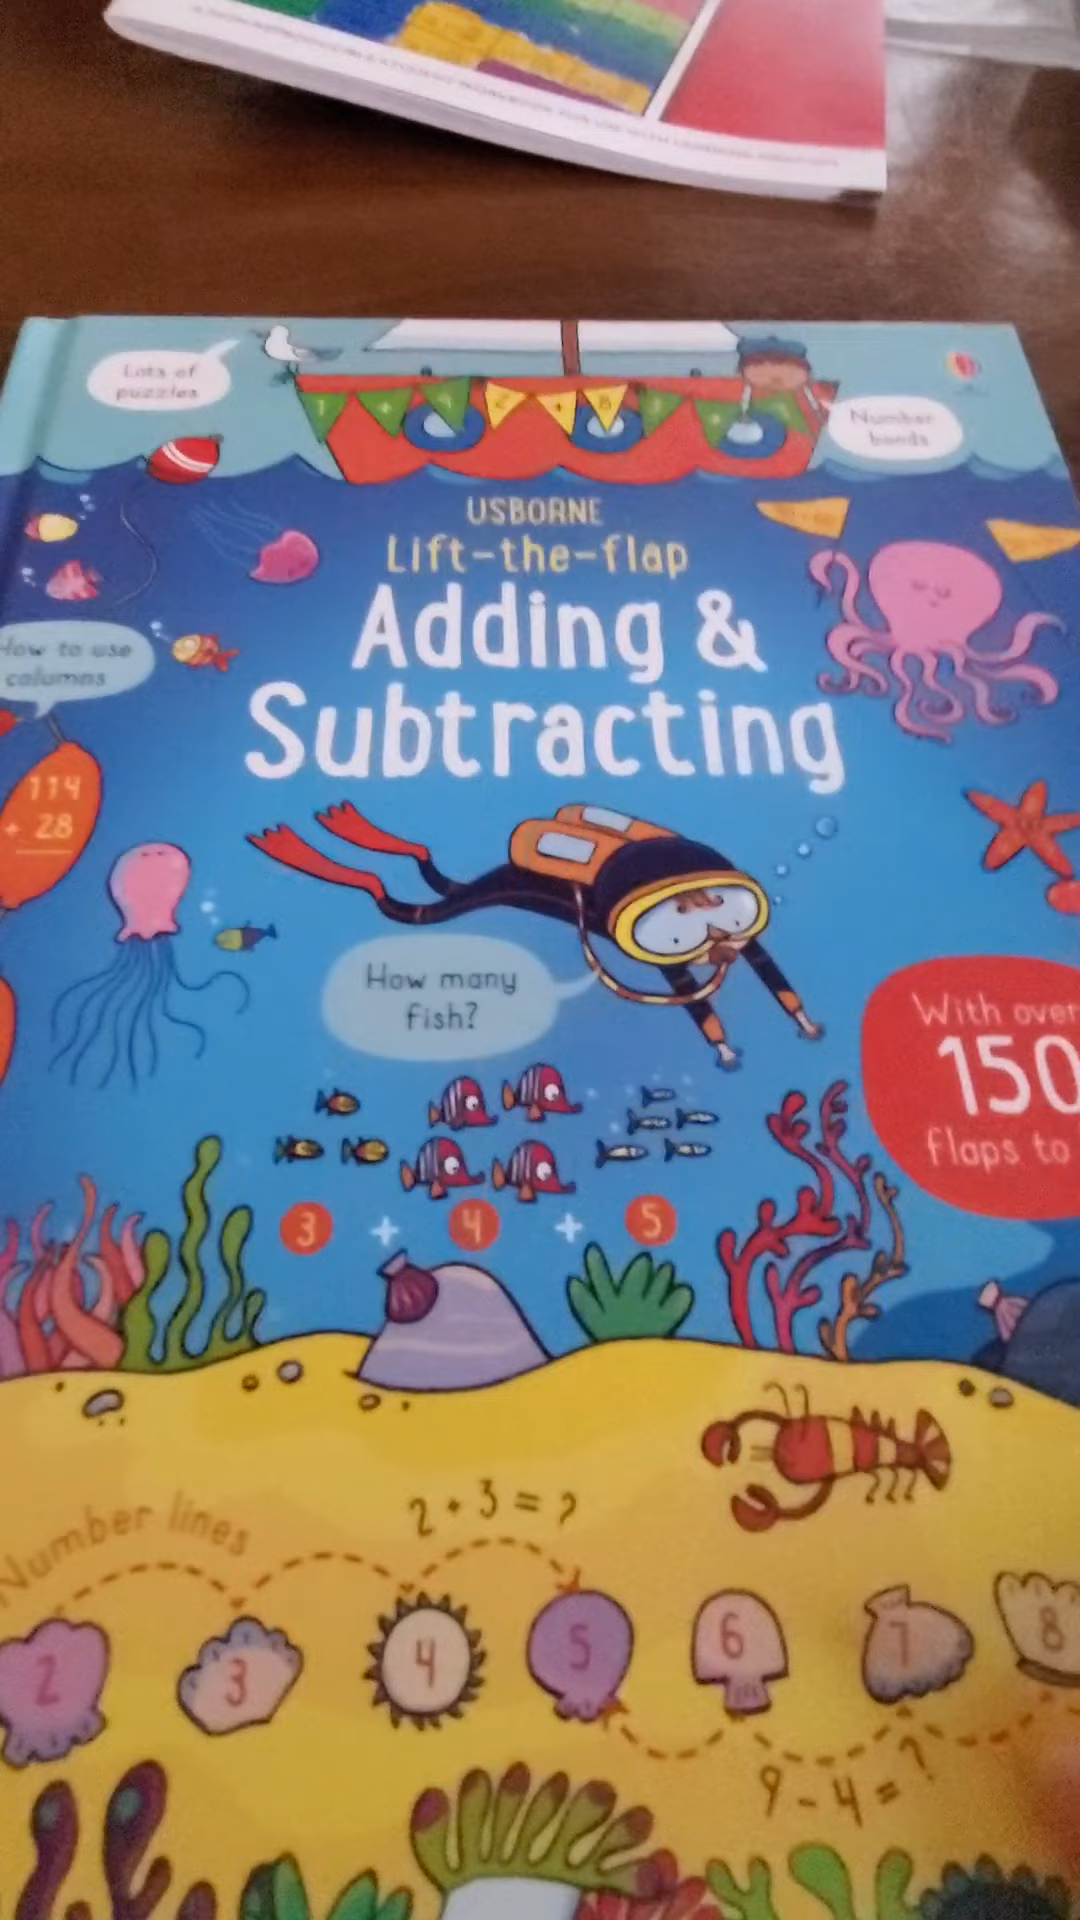 Lots of
puzzles
Number
bonds
USBORNE
Lift-the-flap
Adding &
Subtracting
How to use
columns
114
+ 28
How many
fish?
With over
150
flaps to
3 + 4 + 5
Number lines
2 + 3 = ?
2 3 4 5 6 7 8
9 - 4 = ?